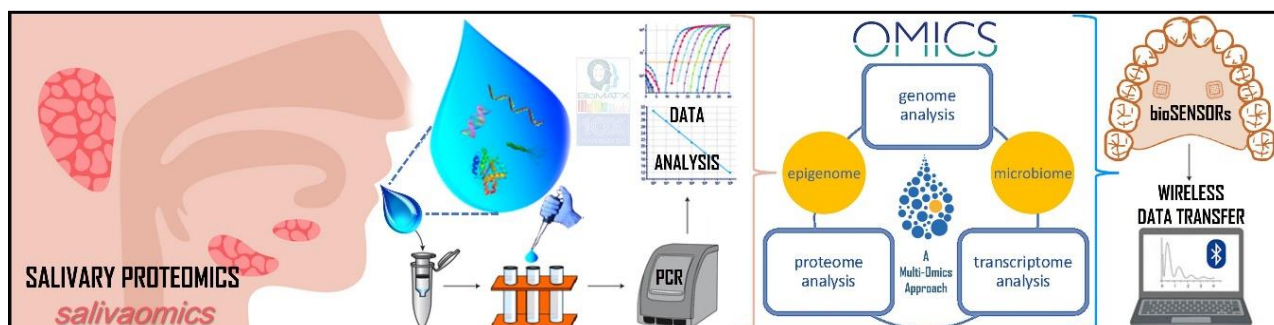 SALIVARY PROTEOMICS
salivaomics
BioMATX
PCR
DATA
ANALYSIS
OMICS
genome
analysis
epigenome
microbiome
proteome
analysis
transcriptome
analysis
A
Multi-Omics
Approach
bioSENSORs
WIRELESS
DATA TRANSFER